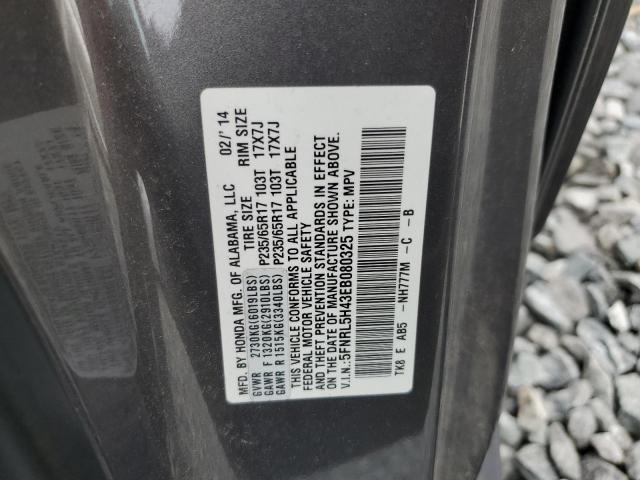 MFD. BY HONDA MFG. OF ALABAMA, LLC 02/'14
TIRE SIZE RIM SIZE
GVWR 2730KG(6019LBS)
GAWR F 1320KG(2910LBS) P235/65R17 103T 17X7J
GAWR R 1515KG(3340LBS) P235/65R17 103T 17X7J
THIS VEHICLE CONFORMS TO ALL APPLICABLE
FEDERAL MOTOR VEHICLE SAFETY STANDARDS IN EFFECT
AND THEFT PREVENTION
ON THE DATE OF MANUFACTURE SHOWN ABOVE.
V.I.N.:5FNRL5H43EB080325 TYPE: MPV
TK8 E AB5 -NH777M -C -B